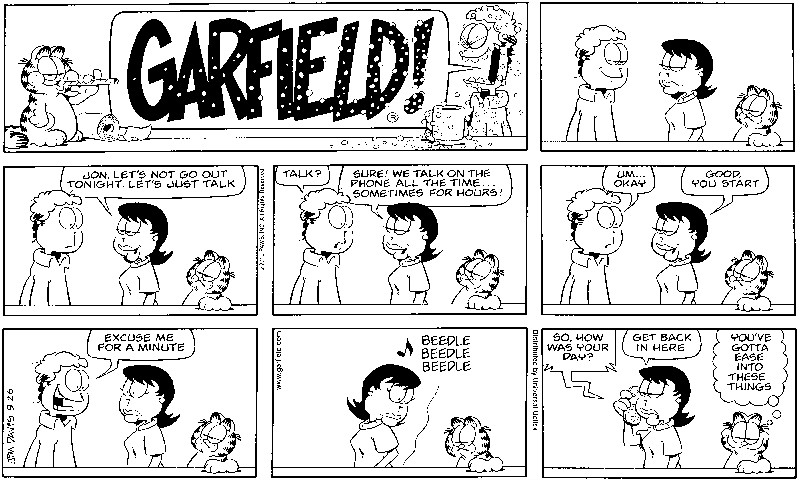 GARFIELD!
JON, LET'S NOT GO OUT
TONIGHT. LET'S JUST TALK
TALK?
SURE! WE TALK ON THE
PHONE ALL THE TIME...
SOMETIMES FOR HOURS!
UM...
OKAY
GOOD.
YOU START
EXCUSE ME
FOR A MINUTE
JIM DAVIS 9.26
BEEDLE
BEEDLE
BEEDLE
SO, HOW
WAS YOUR
DAY?
GET BACK
IN HERE
YOU'VE
GOTTA
EASE
INTO
THESE
THINGS